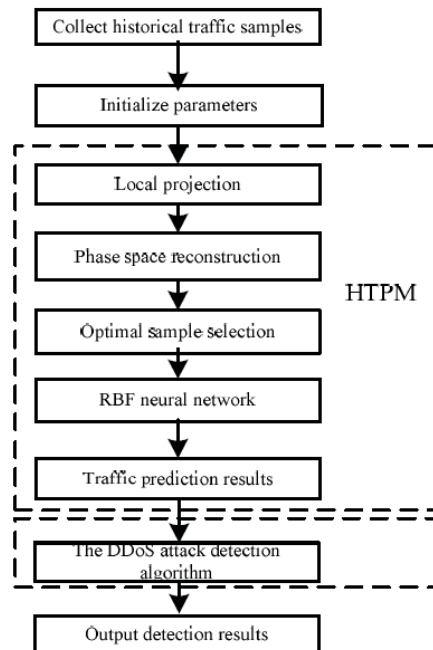 Collect historical traffic samples
Initialize parameters
Local projection
Phase space reconstruction
HTPM
Optimal sample selection
RBF neural network
Traffic prediction results
The DDoS attack detection
algorithm
Output detection results